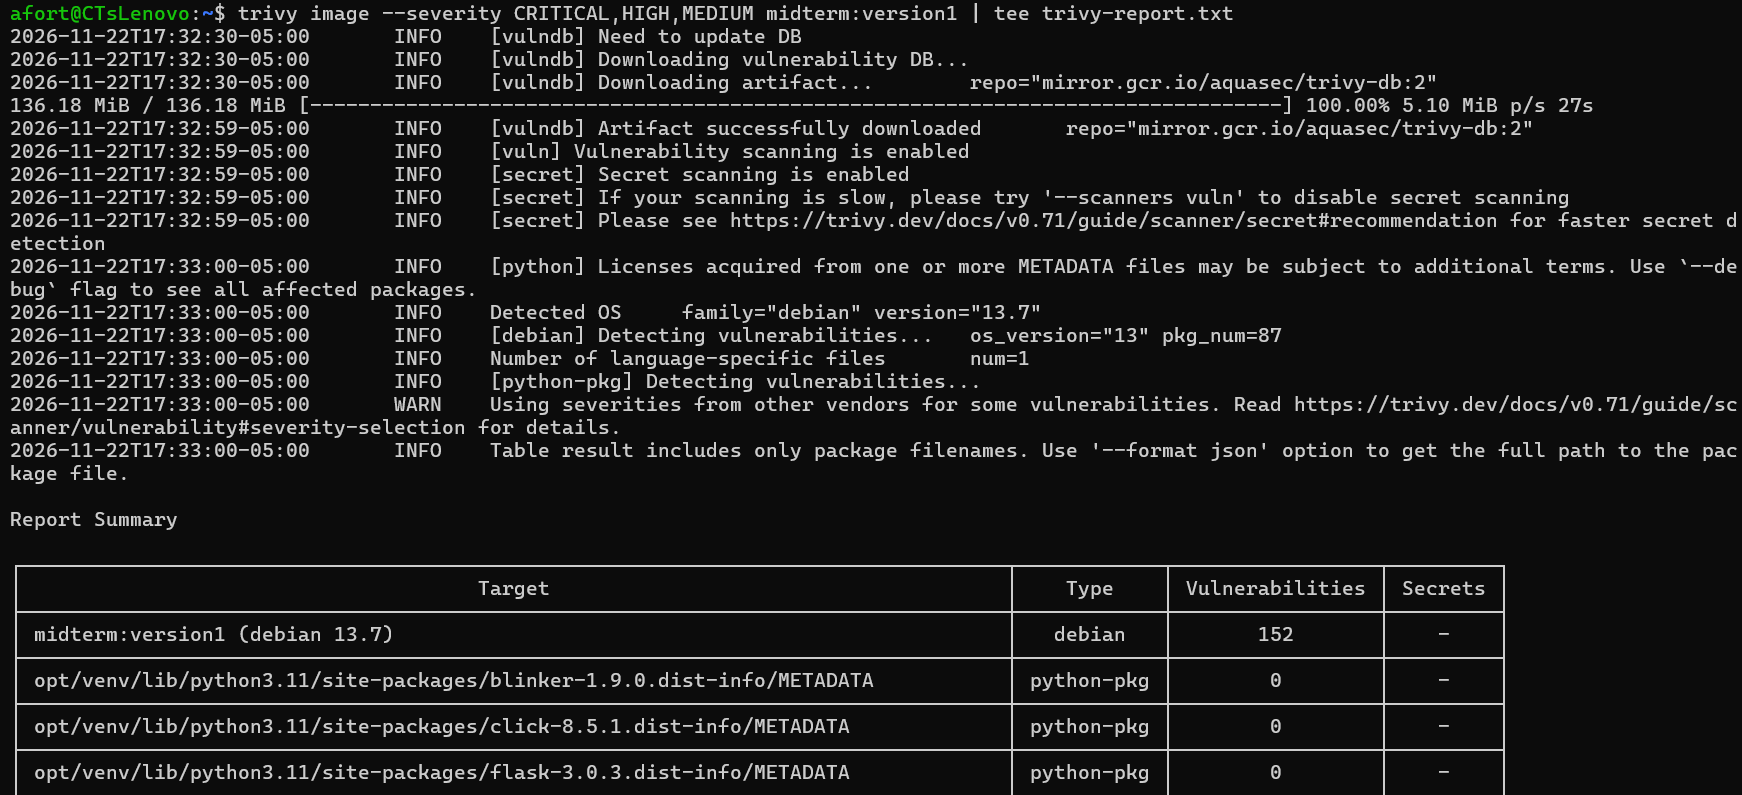 afort@CTsLenovo:~$ trivy image --severity CRITICAL,HIGH,MEDIUM midterm:version1 | tee trivy-report.txt
2026-11-22T17:32:30-05:00	INFO	[vulndb] Need to update DB
2026-11-22T17:32:30-05:00	INFO	[vulndb] Downloading vulnerability DB...
2026-11-22T17:32:30-05:00	INFO	[vulndb] Downloading artifact...	repo="mirror.gcr.io/aquasec/trivy-db:2"
136.18 MiB / 136.18 MiB [---------------------------------------------------------------------------------] 100.00% 5.10 MiB p/s 27s
2026-11-22T17:32:59-05:00	INFO	[vulndb] Artifact successfully downloaded	repo="mirror.gcr.io/aquasec/trivy-db:2"
2026-11-22T17:32:59-05:00	INFO	[vuln] Vulnerability scanning is enabled
2026-11-22T17:32:59-05:00	INFO	[secret] Secret scanning is enabled
2026-11-22T17:32:59-05:00	INFO	[secret] If your scanning is slow, please try '--scanners vuln' to disable secret scanning
2026-11-22T17:32:59-05:00	INFO	[secret] Please see https://trivy.dev/docs/v0.71/guide/scanner/secret#recommendation for faster secret d
etection
2026-11-22T17:33:00-05:00	INFO	[python] Licenses acquired from one or more METADATA files may be subject to additional terms. Use `--de
bug` flag to see all affected packages.
2026-11-22T17:33:00-05:00	INFO	Detected OS	family="debian" version="13.7"
2026-11-22T17:33:00-05:00	INFO	[debian] Detecting vulnerabilities...	os_version="13" pkg_num=87
2026-11-22T17:33:00-05:00	INFO	Number of language-specific files	num=1
2026-11-22T17:33:00-05:00	INFO	[python-pkg] Detecting vulnerabilities...
2026-11-22T17:33:00-05:00	WARN	Using severities from other vendors for some vulnerabilities. Read https://trivy.dev/docs/v0.71/guide/sc
anner/vulnerability#severity-selection for details.
2026-11-22T17:33:00-05:00	INFO	Table result includes only package filenames. Use '--format json' option to get the full path to the pac
kage file.
Report Summary
Target	Type	Vulnerabilities	Secrets
midterm:version1 (debian 13.7)	debian	152	-
opt/venv/lib/python3.11/site-packages/blinker-1.9.0.dist-info/METADATA	python-pkg	0	-
opt/venv/lib/python3.11/site-packages/click-8.5.1.dist-info/METADATA	python-pkg	0	-
opt/venv/lib/python3.11/site-packages/flask-3.0.3.dist-info/METADATA	python-pkg	0	-